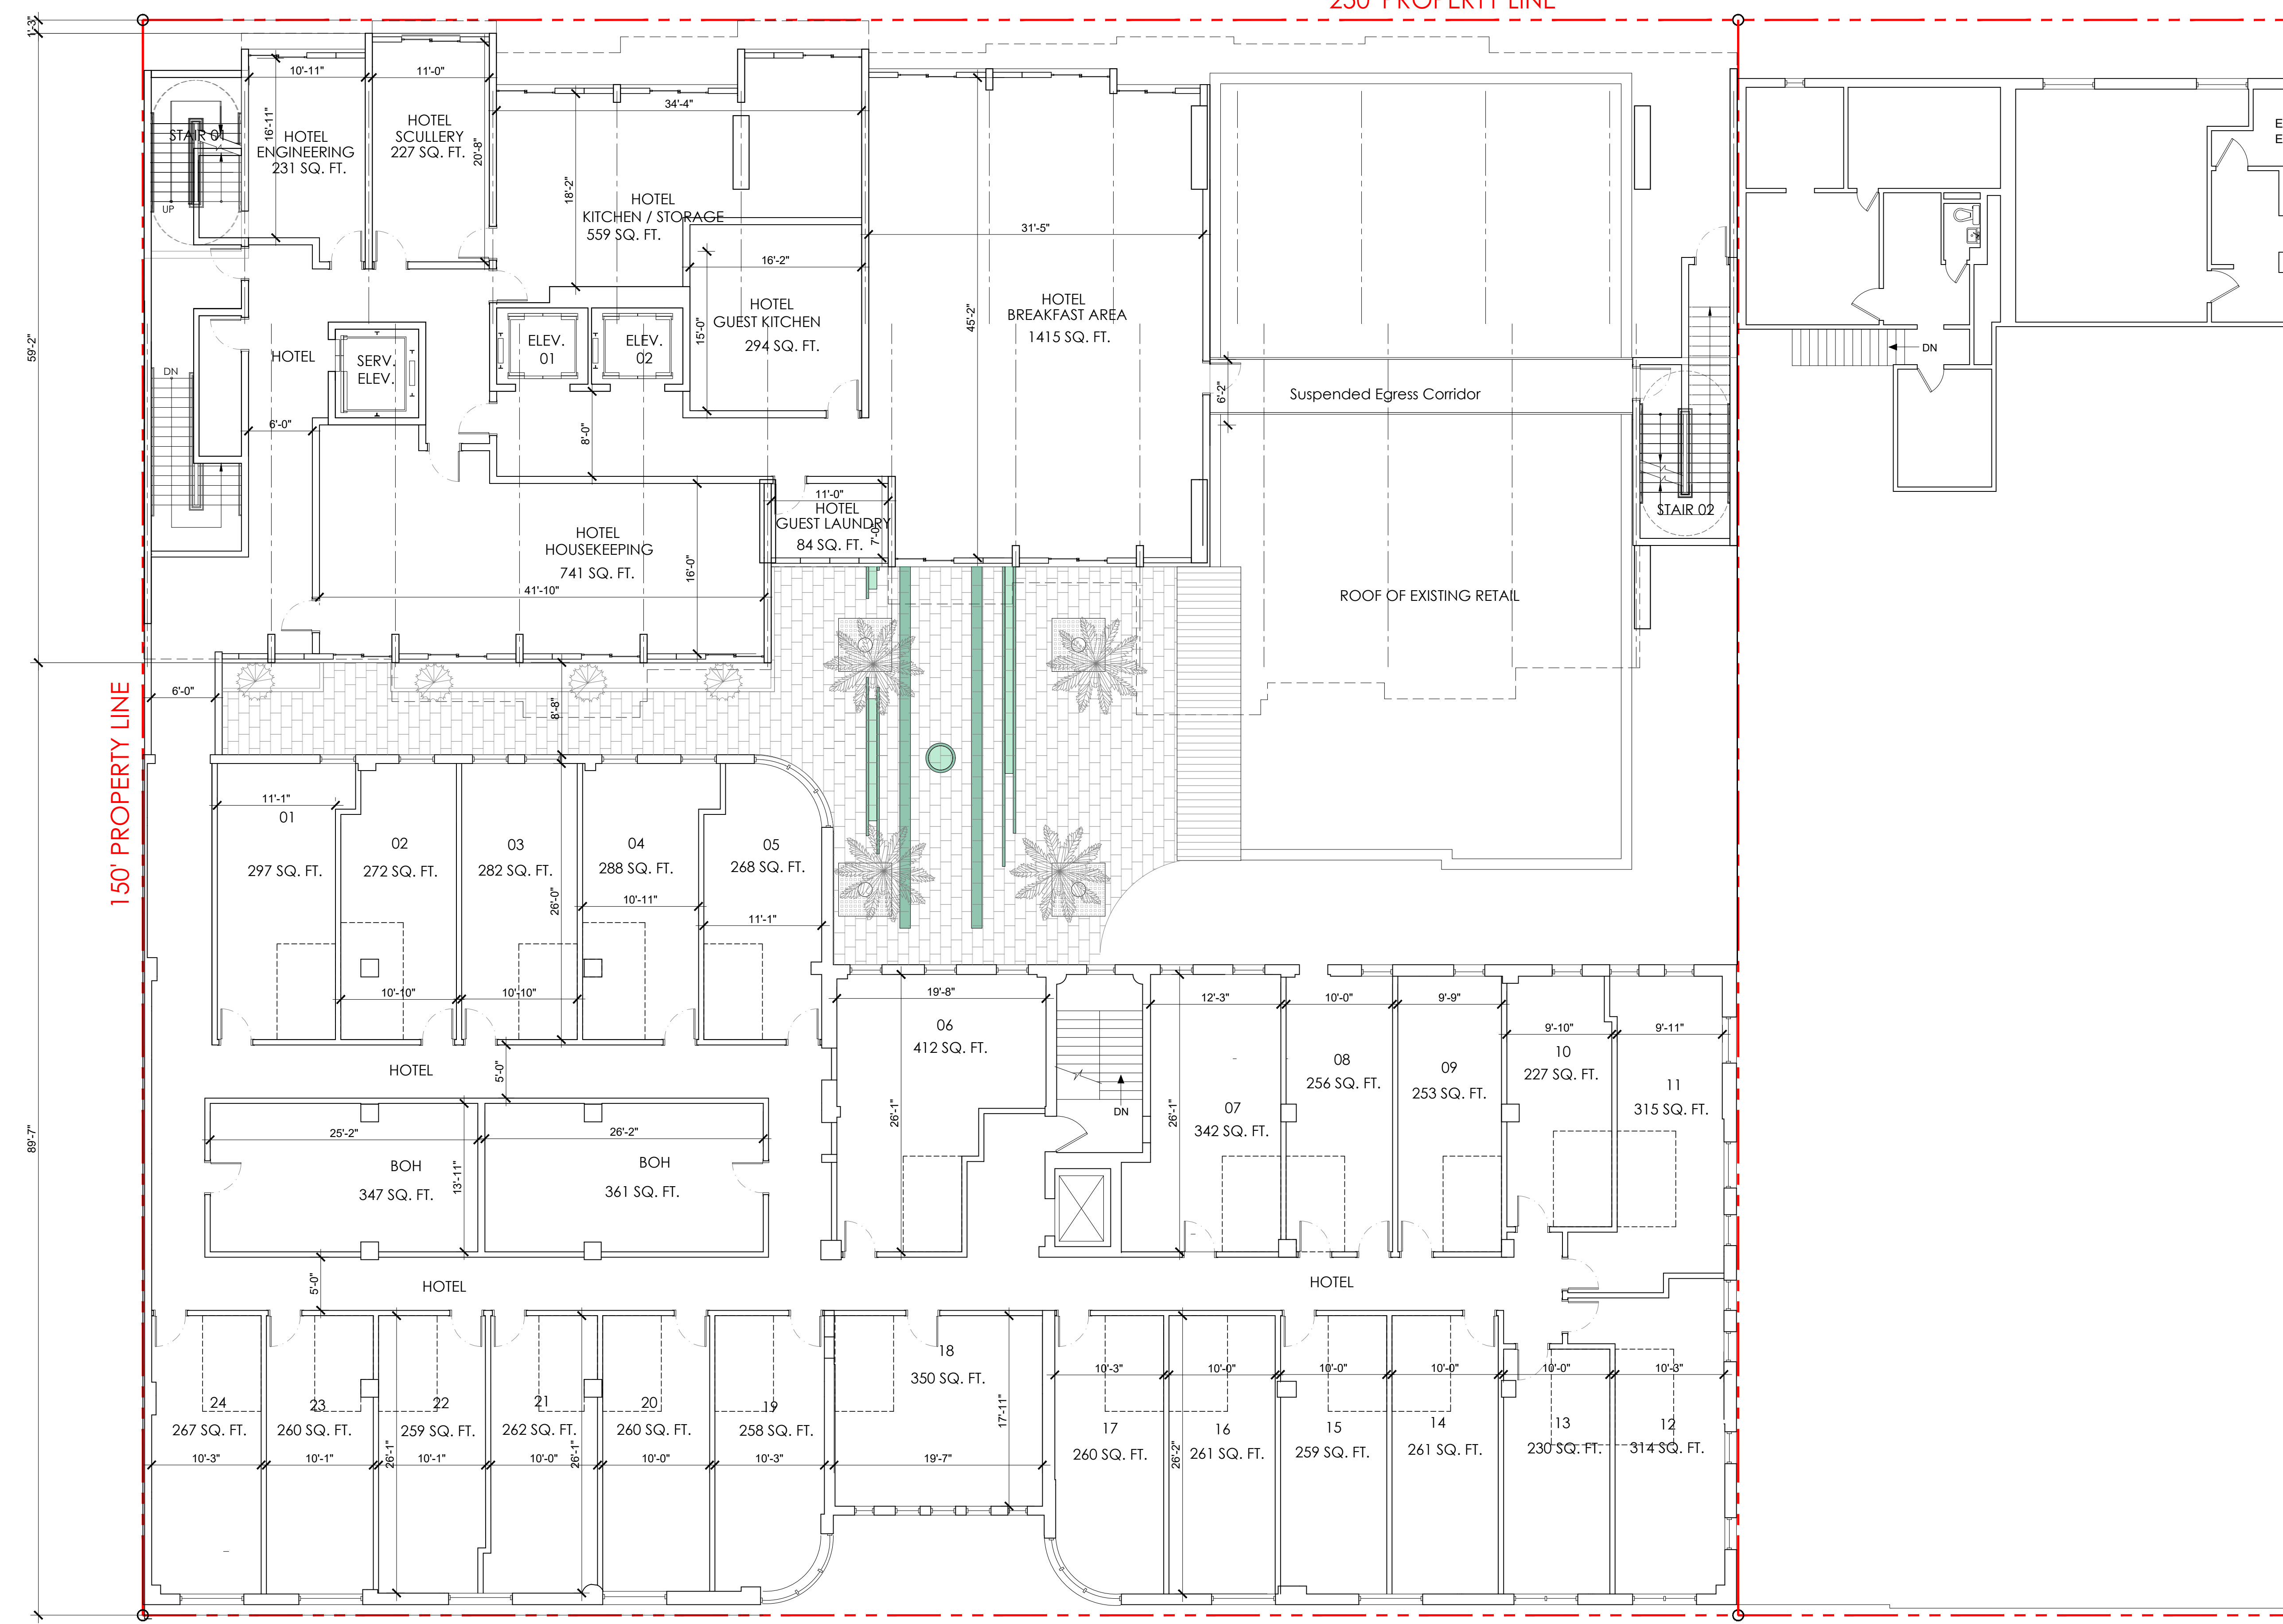 250' PROPERTY LINE
1'-3"
10'-11"
11'-0"
34'-4"
STAIR 01
16'-11"
HOTEL
ENGINEERING
231 SQ. FT.
HOTEL
SCULLERY
227 SQ. FT.
20'-8"
18'-2"
HOTEL
KITCHEN / STORAGE
559 SQ. FT.
UP
31'-5"
16'-2"
HOTEL
GUEST KITCHEN
294 SQ. FT.
15'-0"
45'-2"
HOTEL
BREAKFAST AREA
1415 SQ. FT.
59'-2"
HOTEL
SERV.
ELEV.
ELEV.
01
ELEV.
02
DN
DN
6'-2"
Suspended Egress Corridor
6'-0"
8'-0"
11'-0"
HOTEL
GUEST LAUNDRY
84 SQ. FT.
7'-0"
STAIR 02
HOTEL
HOUSEKEEPING
741 SQ. FT.
16'-0"
41'-10"
ROOF OF EXISTING RETAIL
6'-0"
8'-8"
150' PROPERTY LINE
11'-1"
01
297 SQ. FT.
02
272 SQ. FT.
03
282 SQ. FT.
04
288 SQ. FT.
05
268 SQ. FT.
26'-0"
10'-11"
11'-1"
10'-10"
10'-10"
19'-8"
12'-3"
10'-0"
9'-9"
9'-10"
9'-11"
06
412 SQ. FT.
08
256 SQ. FT.
09
253 SQ. FT.
10
227 SQ. FT.
11
315 SQ. FT.
HOTEL
5'-0"
26'-1"
DN
26'-1"
07
342 SQ. FT.
89'-7"
25'-2"
26'-2"
BOH
347 SQ. FT.
13'-11"
BOH
361 SQ. FT.
5'-0"
HOTEL
HOTEL
18
350 SQ. FT.
17'-11"
10'-3"
10'-0"
10'-0"
10'-0"
10'-0"
10'-3"
24
267 SQ. FT.
23
260 SQ. FT.
22
259 SQ. FT.
21
262 SQ. FT.
20
260 SQ. FT.
19
258 SQ. FT.
17
260 SQ. FT.
16
261 SQ. FT.
15
259 SQ. FT.
14
261 SQ. FT.
13
230 SQ. FT.
12
314 SQ. FT.
10'-3"
10'-1"
26'-1"
10'-1"
10'-0"
26'-1"
10'-0"
10'-3"
19'-7"
26'-2"